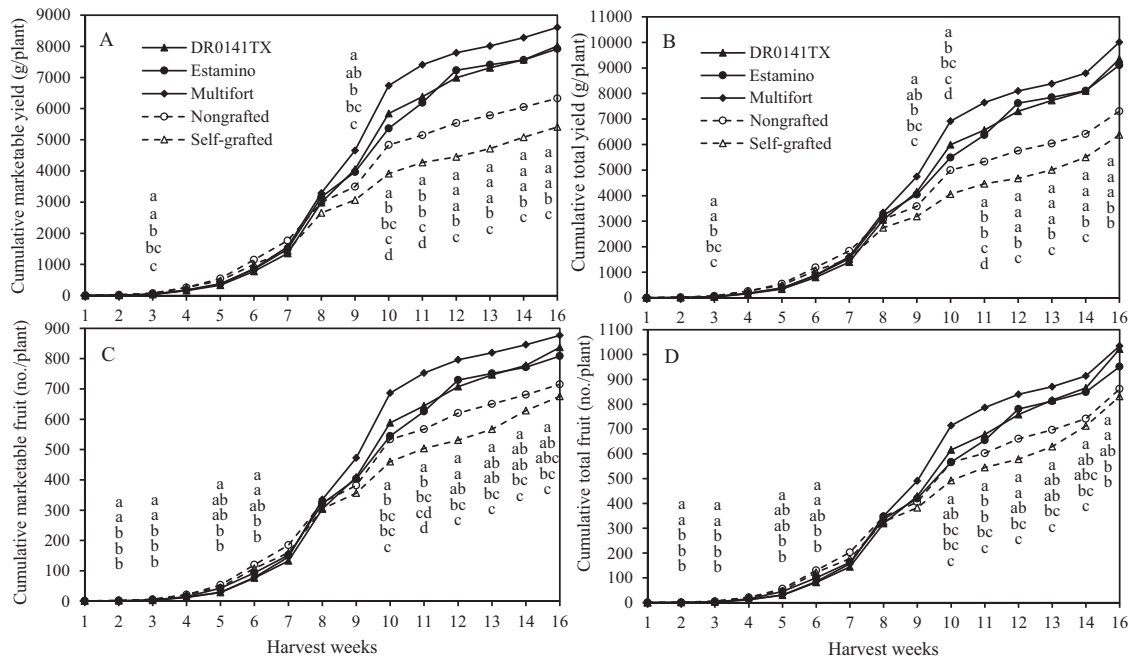 Cumulative marketable yield (g/plant)
9000
8000
7000
6000
5000
4000
3000
2000
1000
0
A
DR0141TX
Estamino
Multifort
Nongrafted
Self-grafted
a
a
b
bc
c
a
ab
b
bc
c
a
b
bc
c
d
a
b
b
c
d
a
a
a
b
c
a
a
a
b
c
a
a
a
b
c
a
a
a
b
c
1 2 3 4 5 6 7 8 9 10 11 12 13 14 16
Cumulative total yield (g/plant)
11000
10000
9000
8000
7000
6000
5000
4000
3000
2000
1000
0
B
DR0141TX
Estamino
Multifort
Nongrafted
Self-grafted
a
a
b
bc
c
a
ab
b
bc
c
a
b
bc
c
d
a
b
b
c
d
a
a
a
b
c
a
a
a
b
c
a
a
a
b
c
a
a
a
b
b
1 2 3 4 5 6 7 8 9 10 11 12 13 14 16
Cumulative marketable fruit (no./plant)
900
800
700
600
500
400
300
200
100
0
C
a
a
b
b
b
a
a
b
b
b
a
ab
ab
b
b
a
a
ab
b
b
a
b
bc
bc
c
a
b
bc
cd
d
a
a
ab
bc
c
a
ab
ab
bc
c
a
ab
ab
bc
c
a
ab
abc
bc
c
1 2 3 4 5 6 7 8 9 10 11 12 13 14 16
Harvest weeks
Cumulative total fruit (no./plant)
1100
1000
900
800
700
600
500
400
300
200
100
0
D
a
a
b
b
b
a
a
b
b
b
a
ab
ab
b
b
a
a
ab
b
b
a
ab
bc
bc
c
a
b
b
bc
c
a
a
ab
bc
c
a
ab
ab
bc
c
a
ab
abc
bc
c
a
a
ab
b
b
1 2 3 4 5 6 7 8 9 10 11 12 13 14 16
Harvest weeks